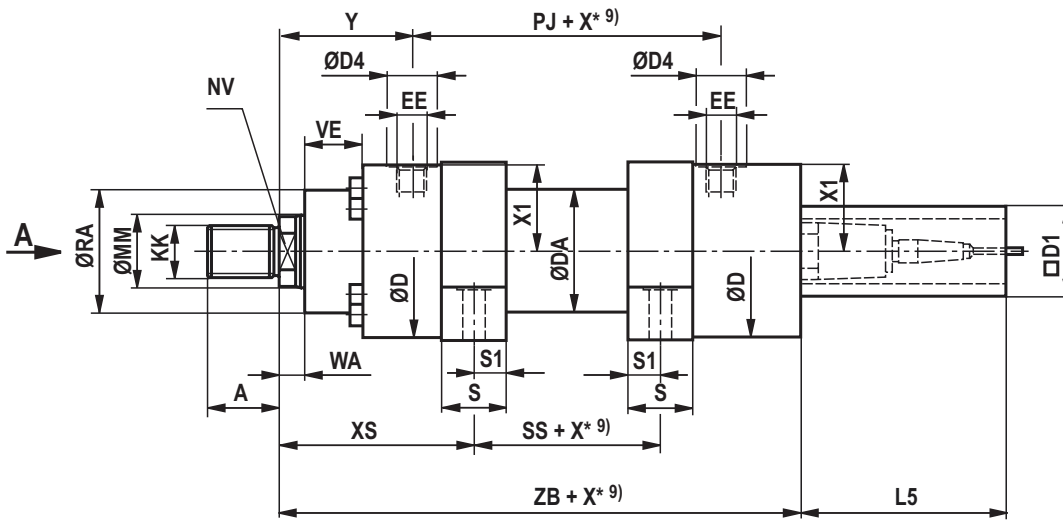 Y
PJ + X* 9)
ØD4
ØD4
NV
EE
EE
VE
X1
X1
A
ØRA
ØMM
KK
ØD
ØDA
ØD
□D1
WA
S1
S1
A
S
S
XS
SS + X* 9)
ZB + X* 9)
L5